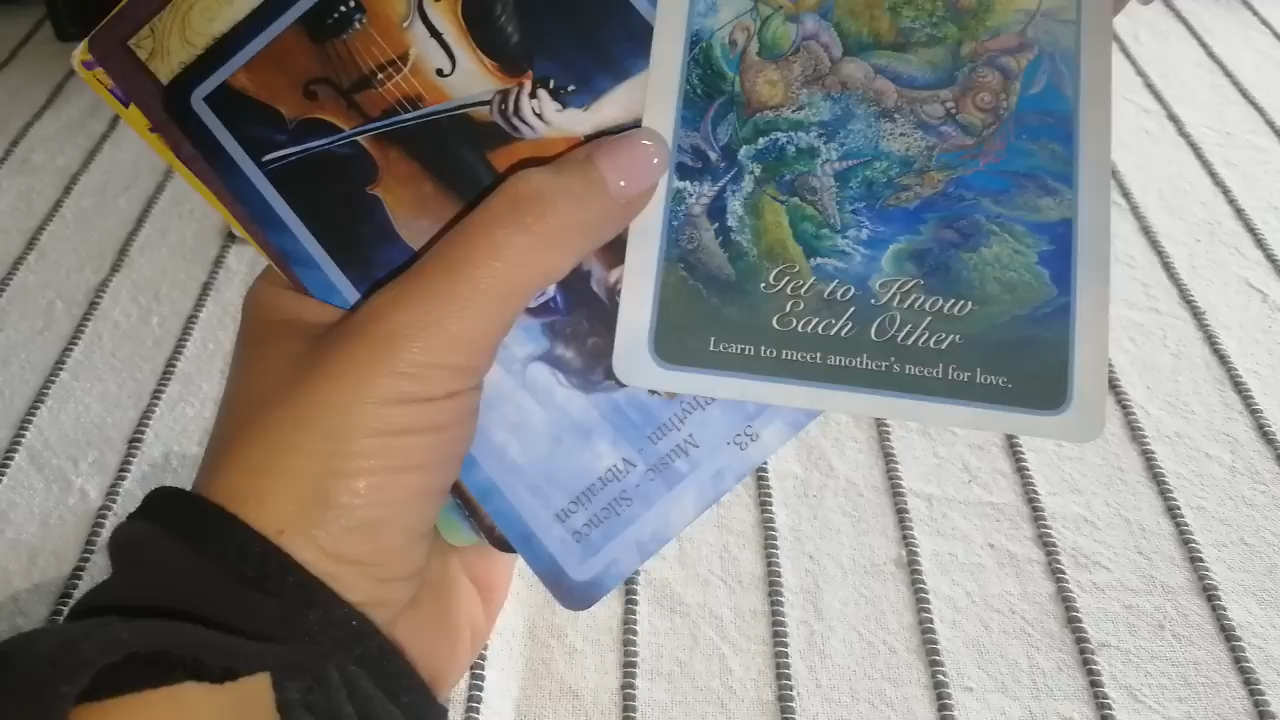 Get to Know
Each Other
Learn to meet another's need for love.
33.
Music - Silence
Rhythm - Vibration